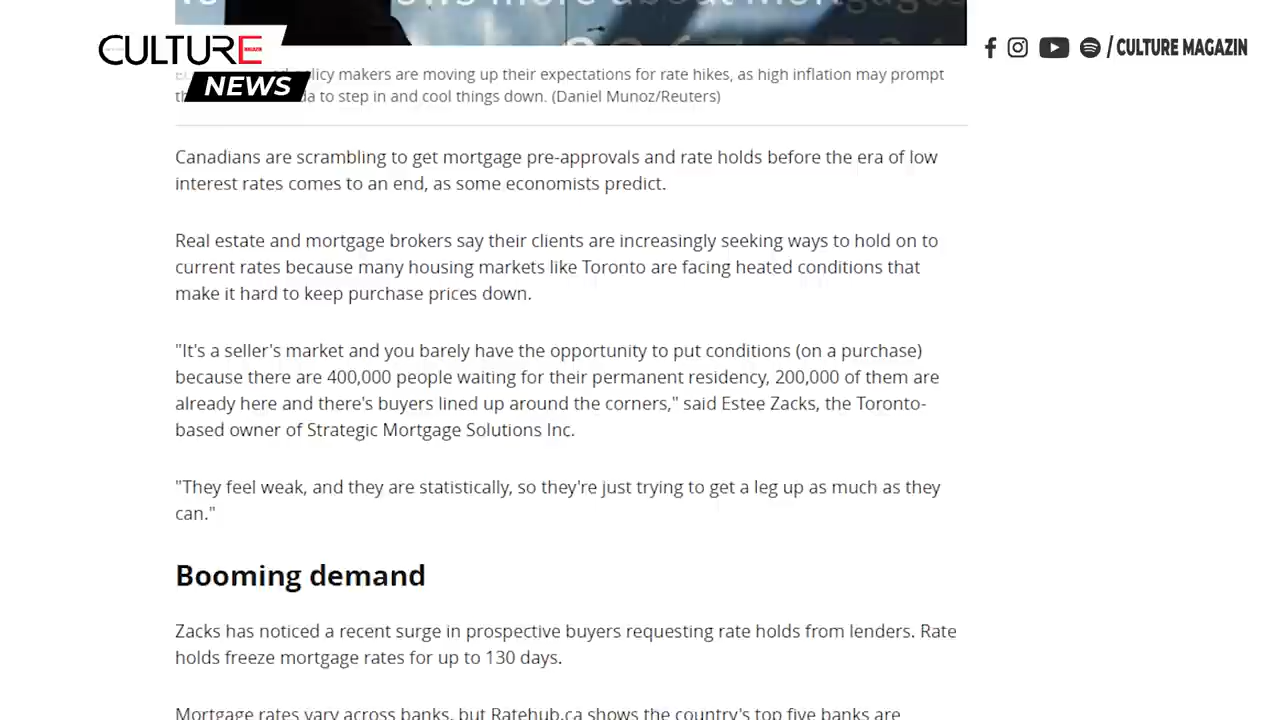 ows more about Mortgages
CULTURE
NEWS
/ CULTURE MAGAZIN
policy makers are moving up their expectations for rate hikes, as high inflation may prompt
to step in and cool things down. (Daniel Munoz/Reuters)
Canadians are scrambling to get mortgage pre-approvals and rate holds before the era of low
interest rates comes to an end, as some economists predict.
Real estate and mortgage brokers say their clients are increasingly seeking ways to hold on to
current rates because many housing markets like Toronto are facing heated conditions that
make it hard to keep purchase prices down.
"It's a seller's market and you barely have the opportunity to put conditions (on a purchase)
because there are 400,000 people waiting for their permanent residency, 200,000 of them are
already here and there's buyers lined up around the corners," said Estee Zacks, the Toronto-
based owner of Strategic Mortgage Solutions Inc.
"They feel weak, and they are statistically, so they're just trying to get a leg up as much as they
can."
Booming demand
Zacks has noticed a recent surge in prospective buyers requesting rate holds from lenders. Rate
holds freeze mortgage rates for up to 130 days.
Mortgage rates vary across banks, but Ratehub.ca shows the country's top five banks are